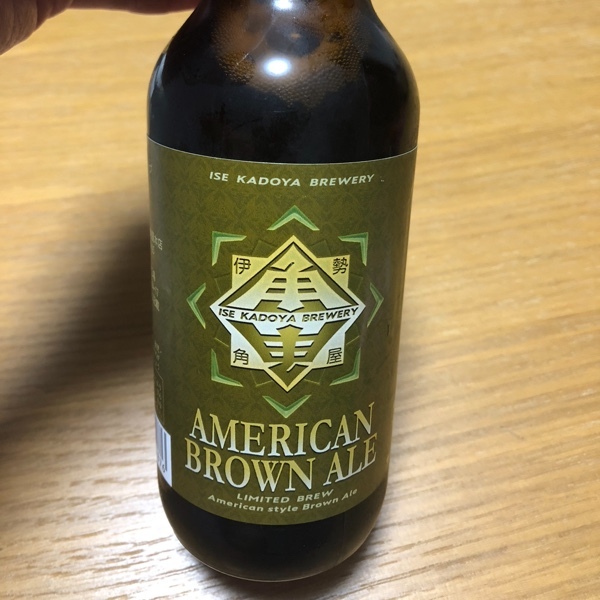 ISE KADOYA BREWERY
伊 勢
角
ISE KADOYA BREWERY
角 屋
AMERICAN
BROWN ALE
LIMITED BREW
American style Brown Ale